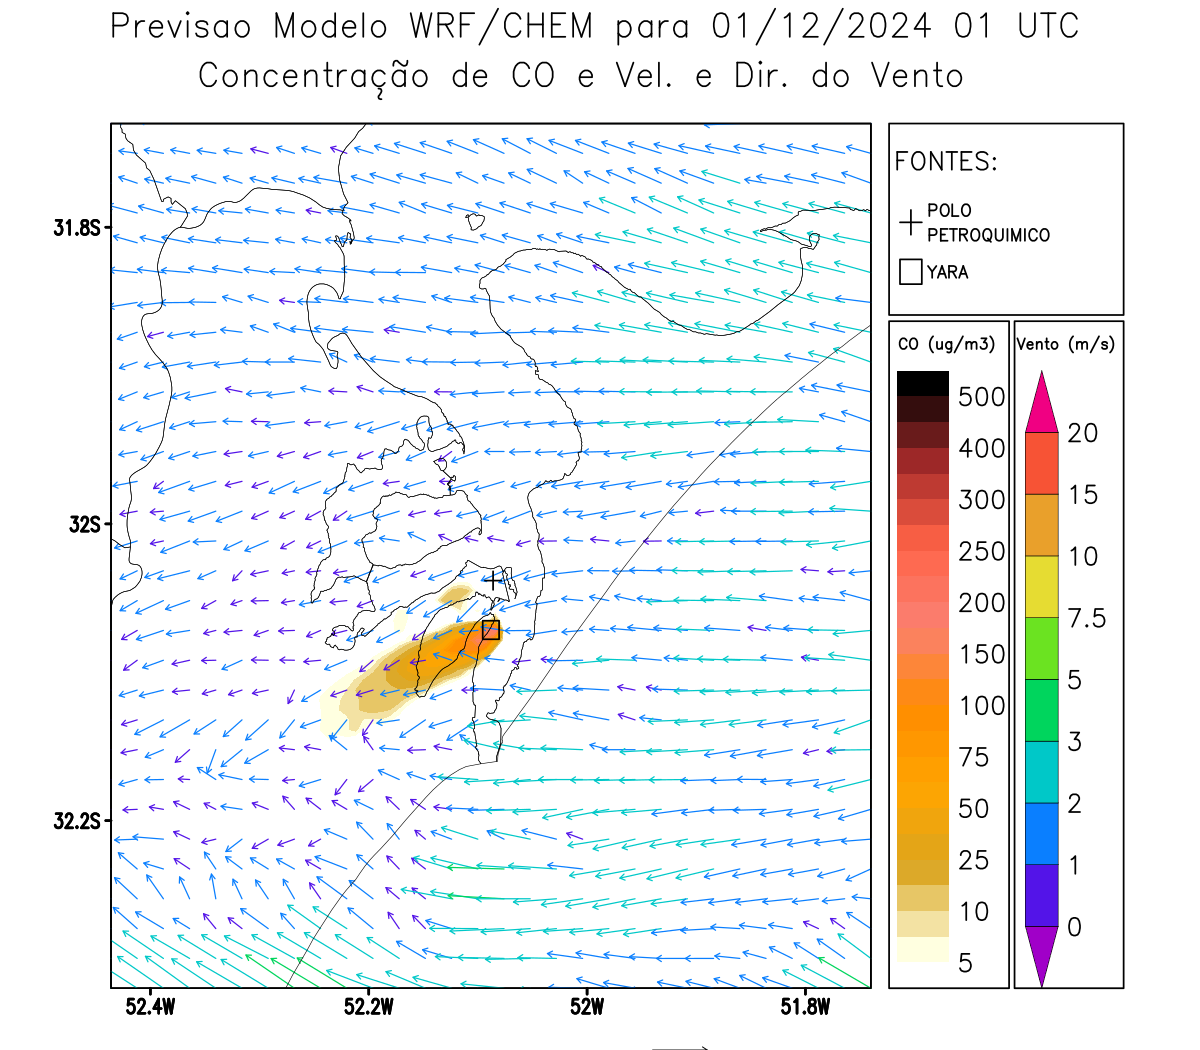 Previsao Modelo WRF/CHEM para 01/12/2024 01 UTC
Concentração de CO e Vel. e Dir. do Vento
FONTES:
POLO
PETROQUIMICO
YARA
CO (ug/m3)
500
400
300
250
200
150
100
75
50
25
10
5
Vento (m/s)
20
15
10
7.5
5
3
2
1
0
31.8S
32S
32.2S
52.4W
52.2W
52W
51.8W